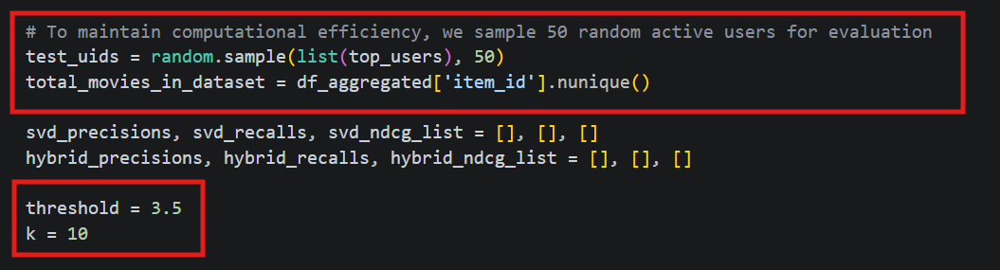 # To maintain computational efficiency, we sample 50 random active users for evaluation
test_uids = random.sample(list(top_users), 50)
total_movies_in_dataset = df_aggregated['item_id'].nunique()
svd_precisions, svd_recalls, svd_ndcg_list = [], [], []
hybrid_precisions, hybrid_recalls, hybrid_ndcg_list = [], [], []
threshold = 3.5
k = 10